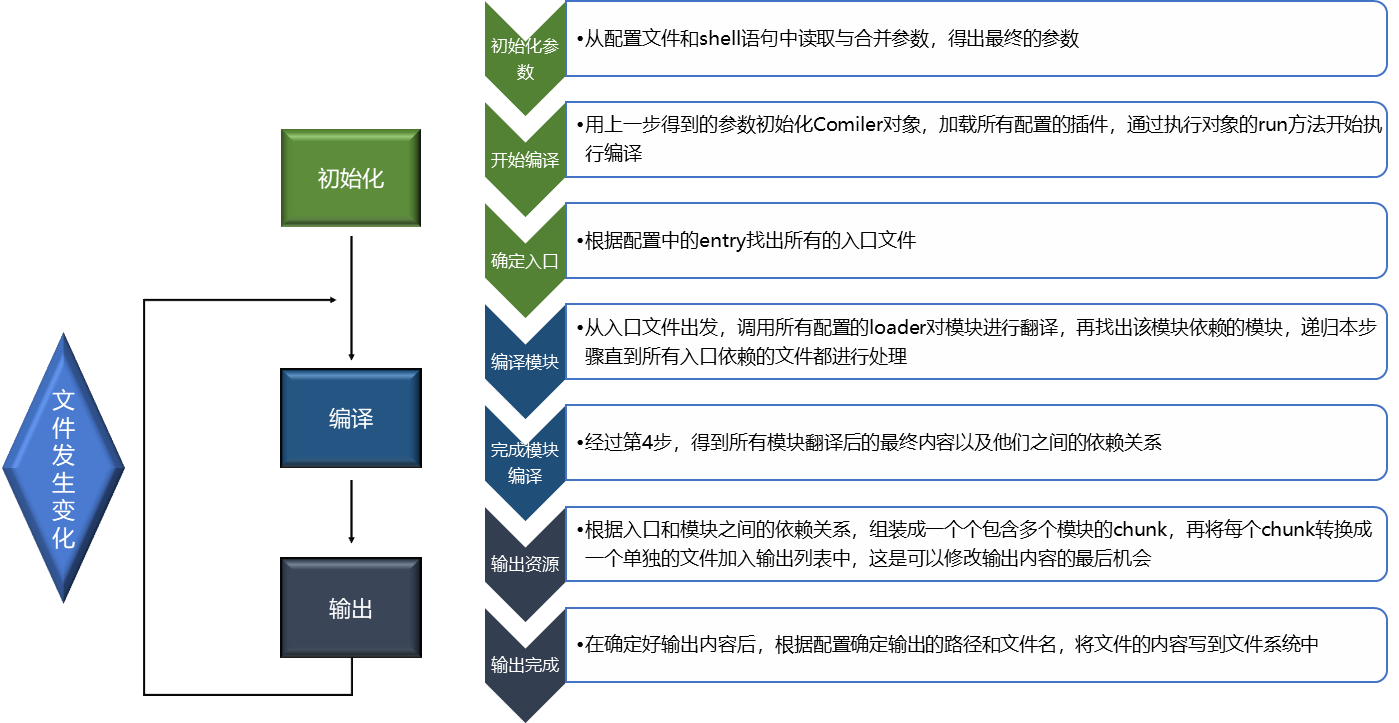 初始化
编译
输出
文件发生变化
初始化参
数
•从配置文件和shell语句中读取与合并参数，得出最终的参数
开始编译
•用上一步得到的参数初始化Comiler对象，加载所有配置的插件，通过执行对象的run方法开始执
行编译
确定入口
•根据配置中的entry找出所有的入口文件
编译模块
•从入口文件出发，调用所有配置的loader对模块进行翻译，再找出该模块依赖的模块，递归本步
骤直到所有入口依赖的文件都进行处理
完成模块
编译
•经过第4步，得到所有模块翻译后的最终内容以及他们之间的依赖关系
输出资源
•根据入口和模块之间的依赖关系，组装成一个个包含多个模块的chunk，再将每个chunk转换成
一个单独的文件加入输出列表中，这是可以修改输出内容的最后机会
输出完成
•在确定好输出内容后，根据配置确定输出的路径和文件名，将文件的内容写到文件系统中